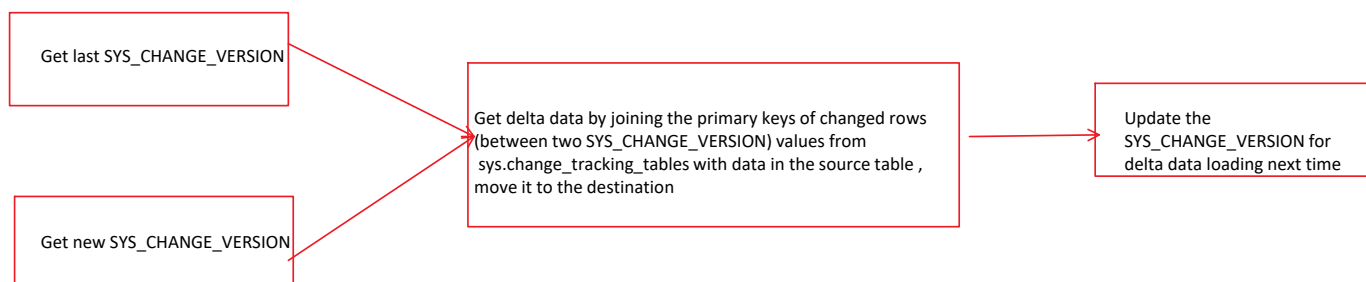 Get last SYS_CHANGE_VERSION
Get new SYS_CHANGE_VERSION
Get delta data by joining the primary keys of changed rows
(between two SYS_CHANGE_VERSION) values from
sys.change_tracking_tables with data in the source table ,
move it to the destination
Update the
SYS_CHANGE_VERSION for
delta data loading next time